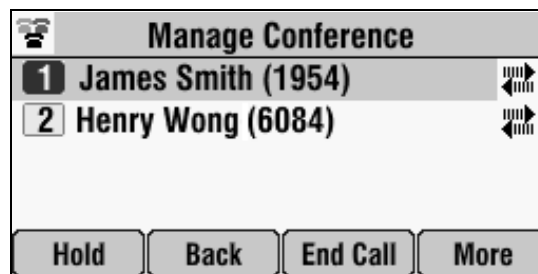 Manage Conference
1 James Smith (1954)
2 Henry Wong (6084)
Hold Back End Call More